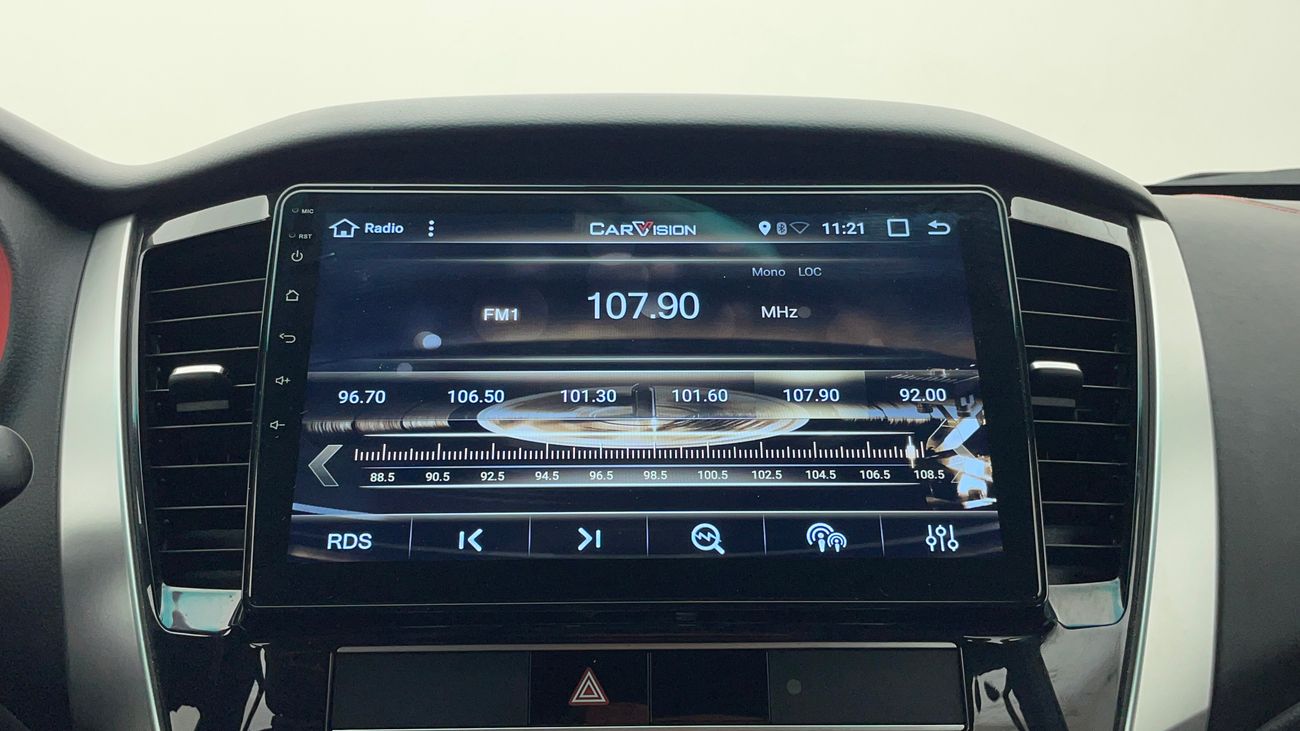 MIC
Radio CARVISION 11:21
RST
Mono LOC
FM1 107.90 MHz
96.70 106.50 101.30 101.60 107.90 92.00
88.5 90.5 92.5 94.5 96.5 98.5 100.5 102.5 104.5 106.5 108.5
RDS